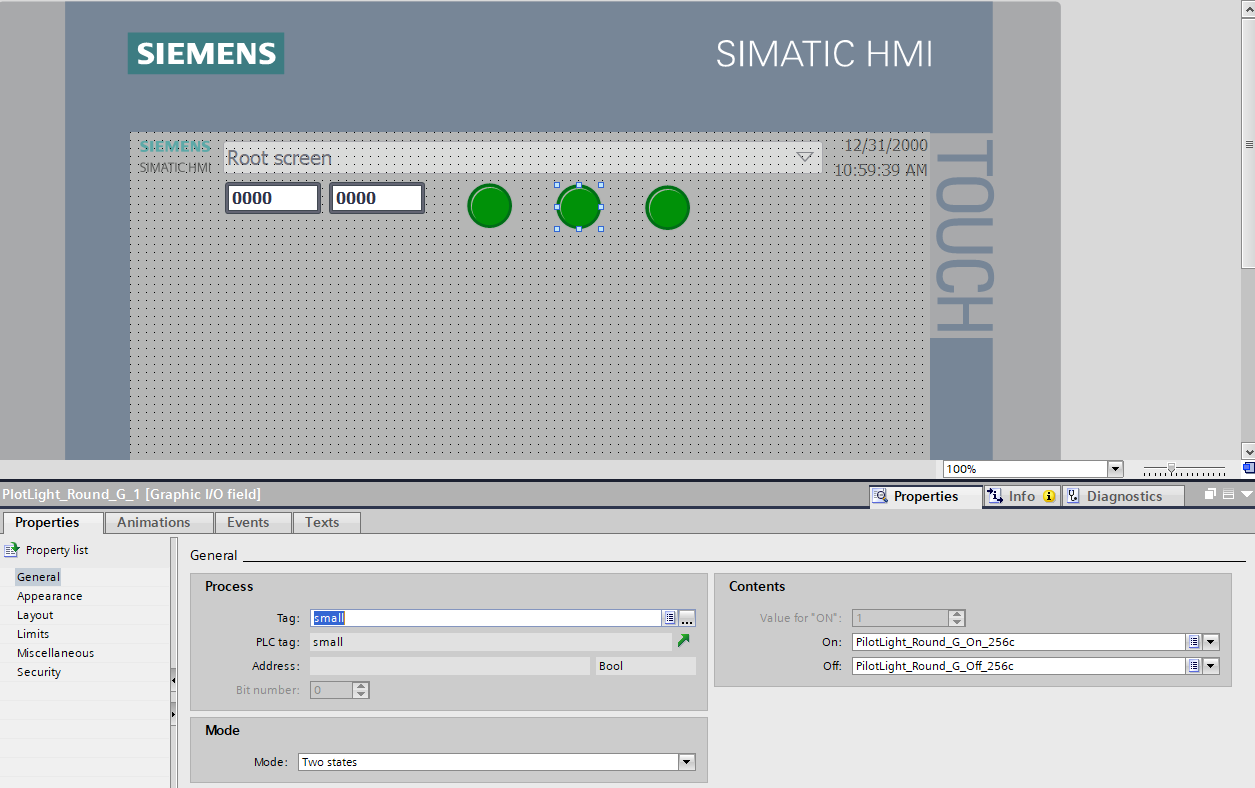 SIEMENS
SIMATIC HMI
SIEMENS
SIMATIC HMI
Root screen
12/31/2000
10:59:39 AM
TOUCH
0000
0000
100%
PlotLight_Round_G_1 [Graphic I/O field]
Properties
Info
Diagnostics
Properties
Animations
Events
Texts
Property list
General
Appearance
Layout
Limits
Miscellaneous
Security
General
Process
Tag: small
PLC tag: small
Address: Bool
Bit number: 0
Mode
Mode: Two states
Contents
Value for "ON": 1
On: PilotLight_Round_G_On_256c
Off: PilotLight_Round_G_Off_256c